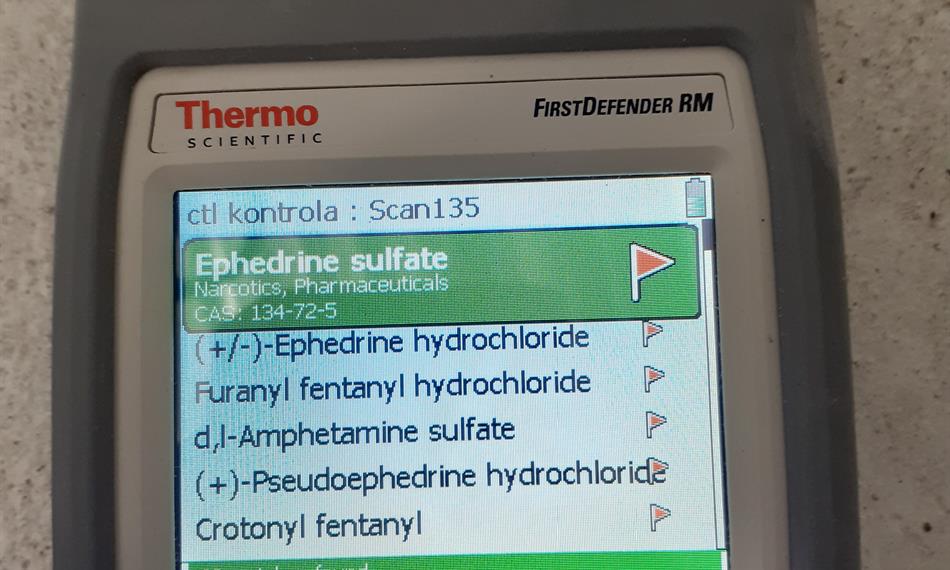 Thermo
SCIENTIFIC
FIRSTDEFENDER RM
ctl kontrola : Scan135
Ephedrine sulfate
Narcotics, Pharmaceuticals
CAS: 134-72-5
(+/-)-Ephedrine hydrochloride
Furanyl fentanyl hydrochloride
d,l-Amphetamine sulfate
(+)-Pseudoephedrine hydrochloride
Crotonyl fentanyl
found